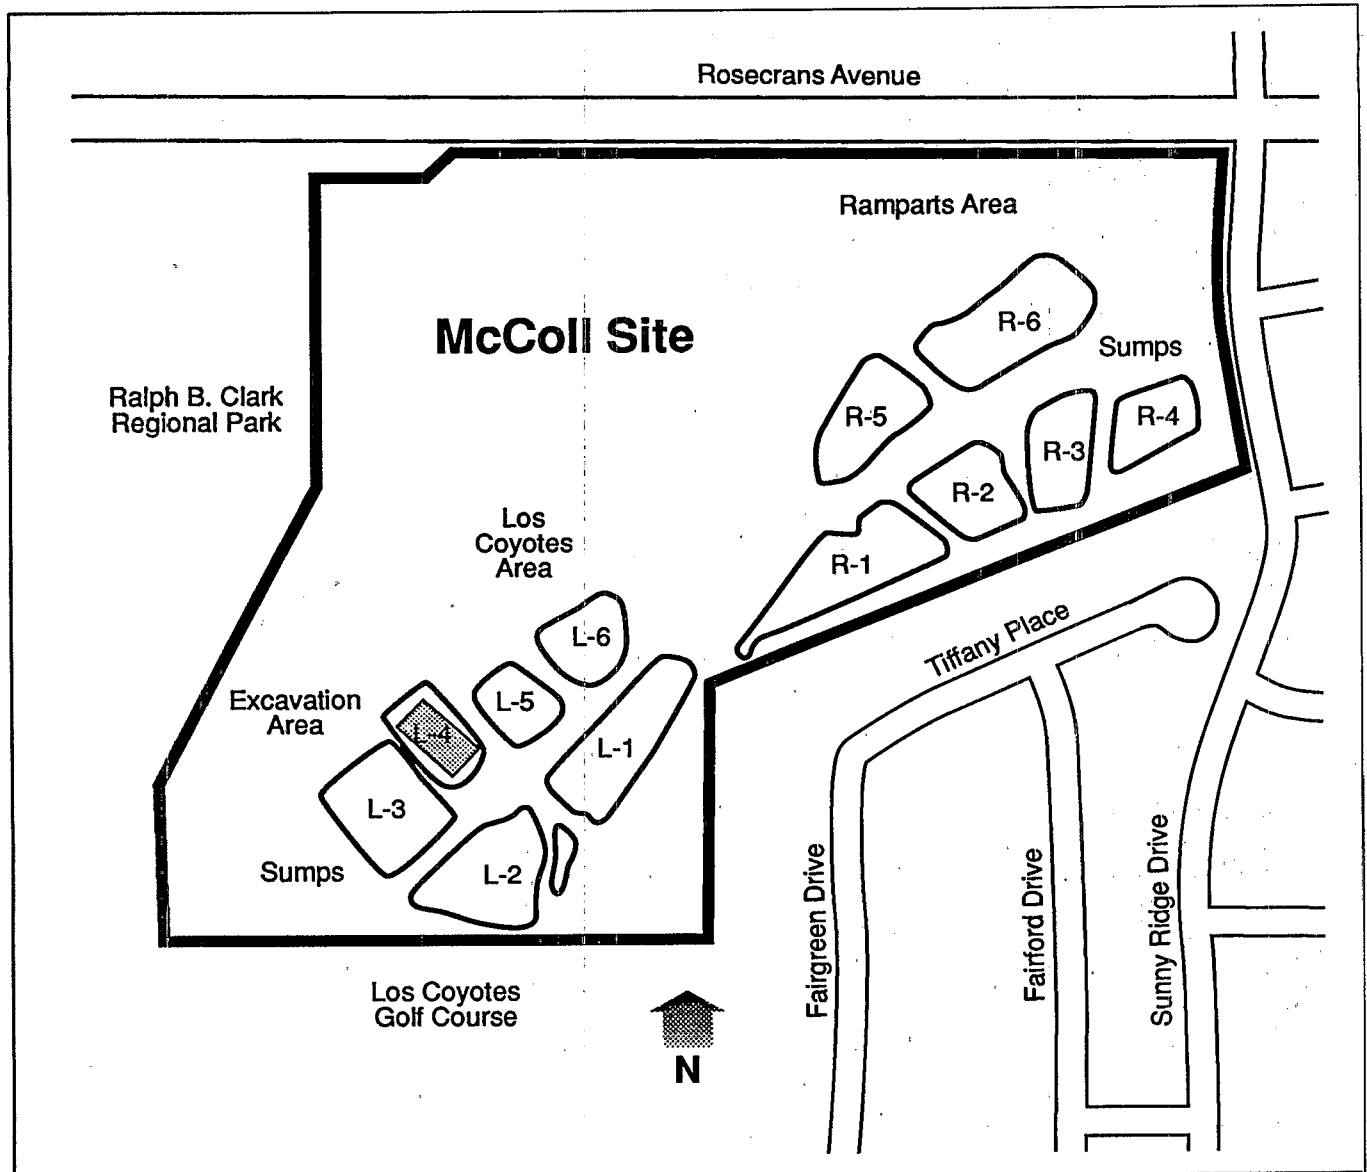 Rosecrans Avenue
Ramparts Area
McColl Site
R-6
Sumps
Ralph B. Clark
Regional Park
R-5
R-4
R-3
R-2
Los
Coyotes
Area
R-1
L-6
Tiffany Place
Excavation
Area
L-5
L-4
L-1
L-3
Sumps
L-2
Fairgreen Drive
Fairford Drive
Sunny Ridge Drive
Los Coyotes
Golf Course
N